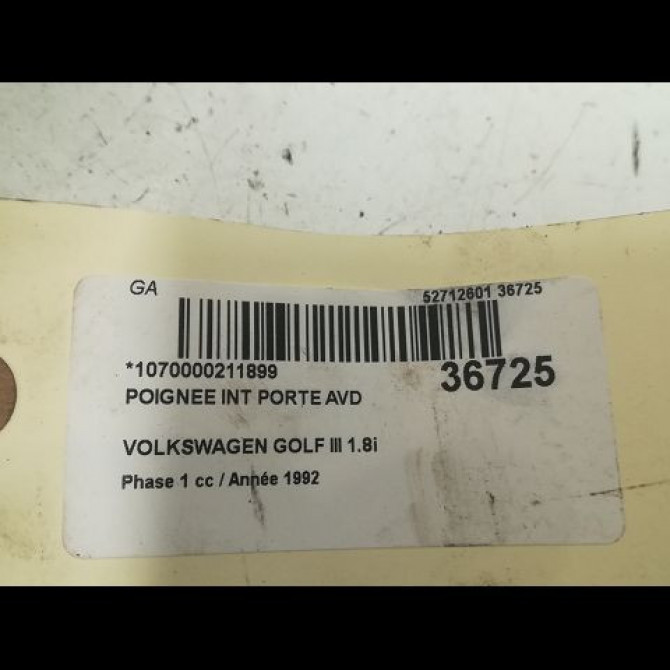 GA
52712601 36725
*1070000211899
36725
POIGNEE INT PORTE AVD
VOLKSWAGEN GOLF III 1.8i
Phase 1 cc / Année 1992